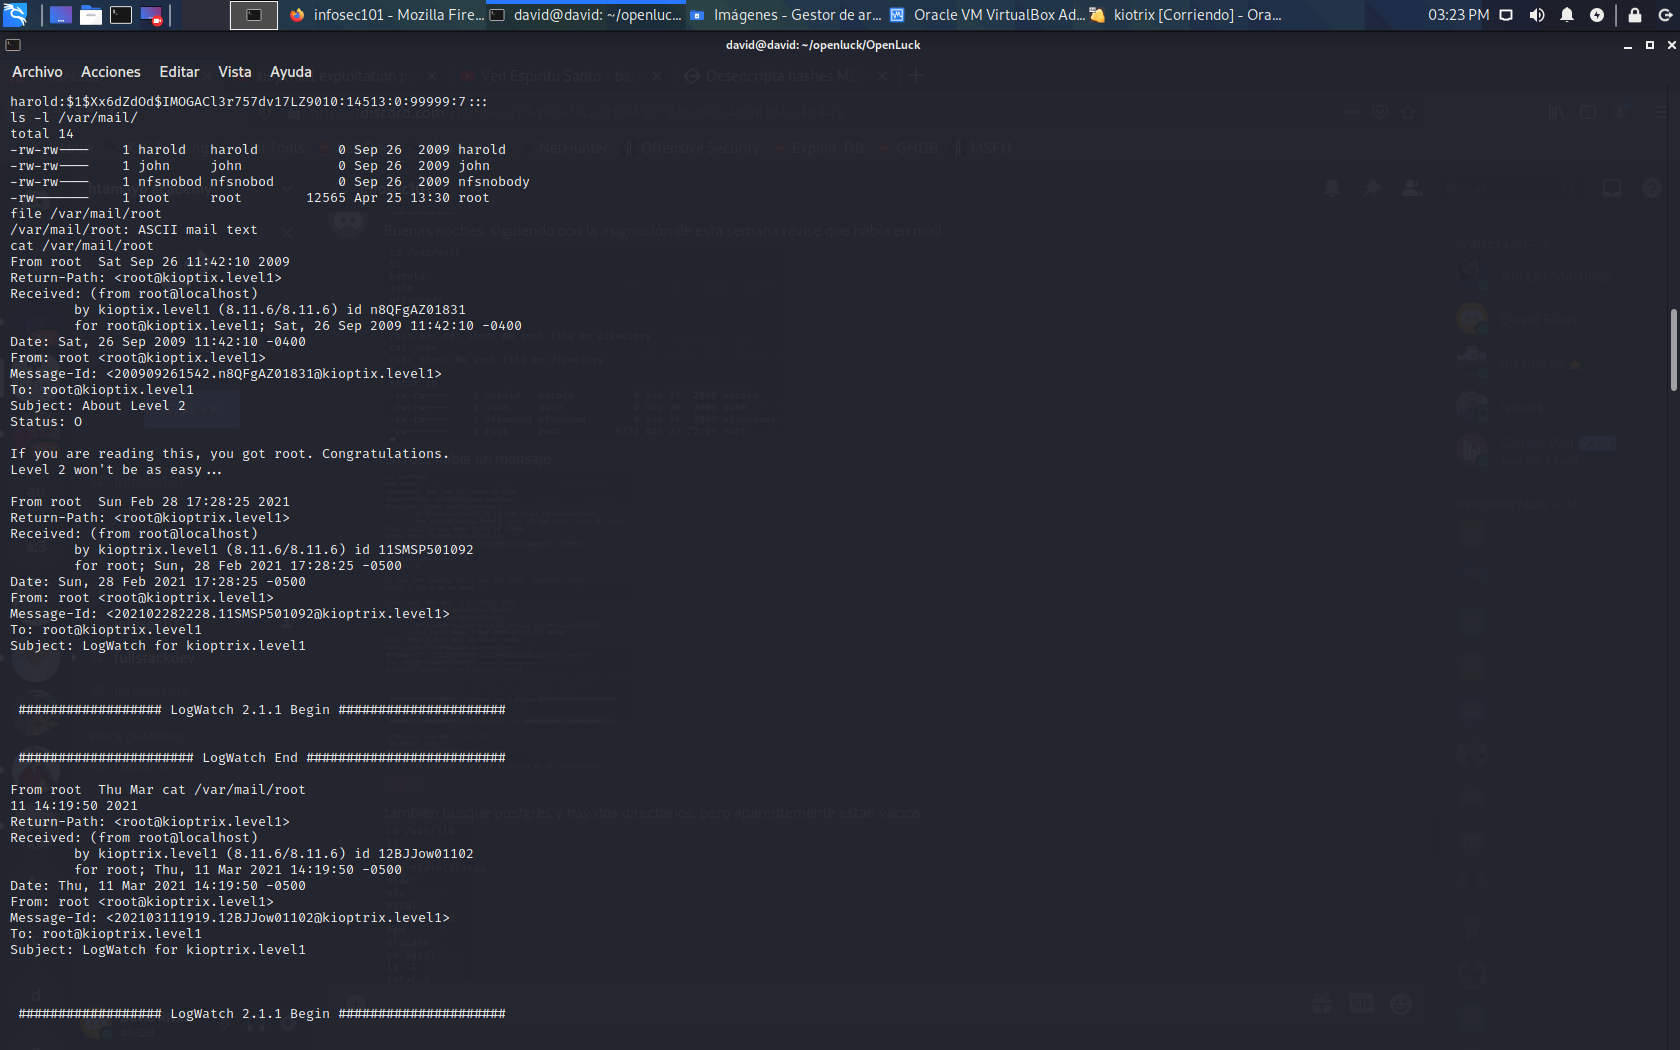 infosec101 - Mozilla Fire...
david@david: ~/openluc...
Imágenes - Gestor de ar...
Oracle VM VirtualBox Ad...
kiotrix [Corriendo] - Ora...
03:23 PM
david@david: ~/openluck/OpenLuck
Archivo Acciones Editar Vista Ayuda
harold:$1$Xx6dZdOd$IMOGACl3r757dv17LZ9010:14513:0:99999:7:::
ls -l /var/mail/
total 14
-rw-rw---- 1 harold harold 0 Sep 26 2009 harold
-rw-rw---- 1 john john 0 Sep 26 2009 john
-rw-rw---- 1 nfsnobod nfsnobod 0 Sep 26 2009 nfsnobody
-rw------- 1 root root 12565 Apr 25 13:30 root
file /var/mail/root
/var/mail/root: ASCII mail text
cat /var/mail/root
From root  Sat Sep 26 11:42:10 2009
Return-Path: <root@kioptix.level1>
Received: (from root@localhost)
by kioptix.level1 (8.11.6/8.11.6) id n8QFgAZ01831
for root@kioptix.level1; Sat, 26 Sep 2009 11:42:10 -0400
Date: Sat, 26 Sep 2009 11:42:10 -0400
From: root <root@kioptix.level1>
Message-Id: <200909261542.n8QFgAZ01831@kioptix.level1>
To: root@kioptix.level1
Subject: About Level 2
Status: O
If you are reading this, you got root. Congratulations.
Level 2 won't be as easy...
From root  Sun Feb 28 17:28:25 2021
Return-Path: <root@kioptrix.level1>
Received: (from root@localhost)
by kioptrix.level1 (8.11.6/8.11.6) id 11SMSP501092
for root; Sun, 28 Feb 2021 17:28:25 -0500
Date: Sun, 28 Feb 2021 17:28:25 -0500
From: root <root@kioptrix.level1>
Message-Id: <202102282228.11SMSP501092@kioptrix.level1>
To: root@kioptrix.level1
Subject: LogWatch for kioptrix.level1
################## LogWatch 2.1.1 Begin #####################
###################### LogWatch End #########################
From root  Thu Mar cat /var/mail/root
11 14:19:50 2021
Return-Path: <root@kioptrix.level1>
Received: (from root@localhost)
by kioptrix.level1 (8.11.6/8.11.6) id 12BJJow01102
for root; Thu, 11 Mar 2021 14:19:50 -0500
Date: Thu, 11 Mar 2021 14:19:50 -0500
From: root <root@kioptrix.level1>
Message-Id: <202103111919.12BJJow01102@kioptrix.level1>
To: root@kioptrix.level1
Subject: LogWatch for kioptrix.level1
################## LogWatch 2.1.1 Begin #####################